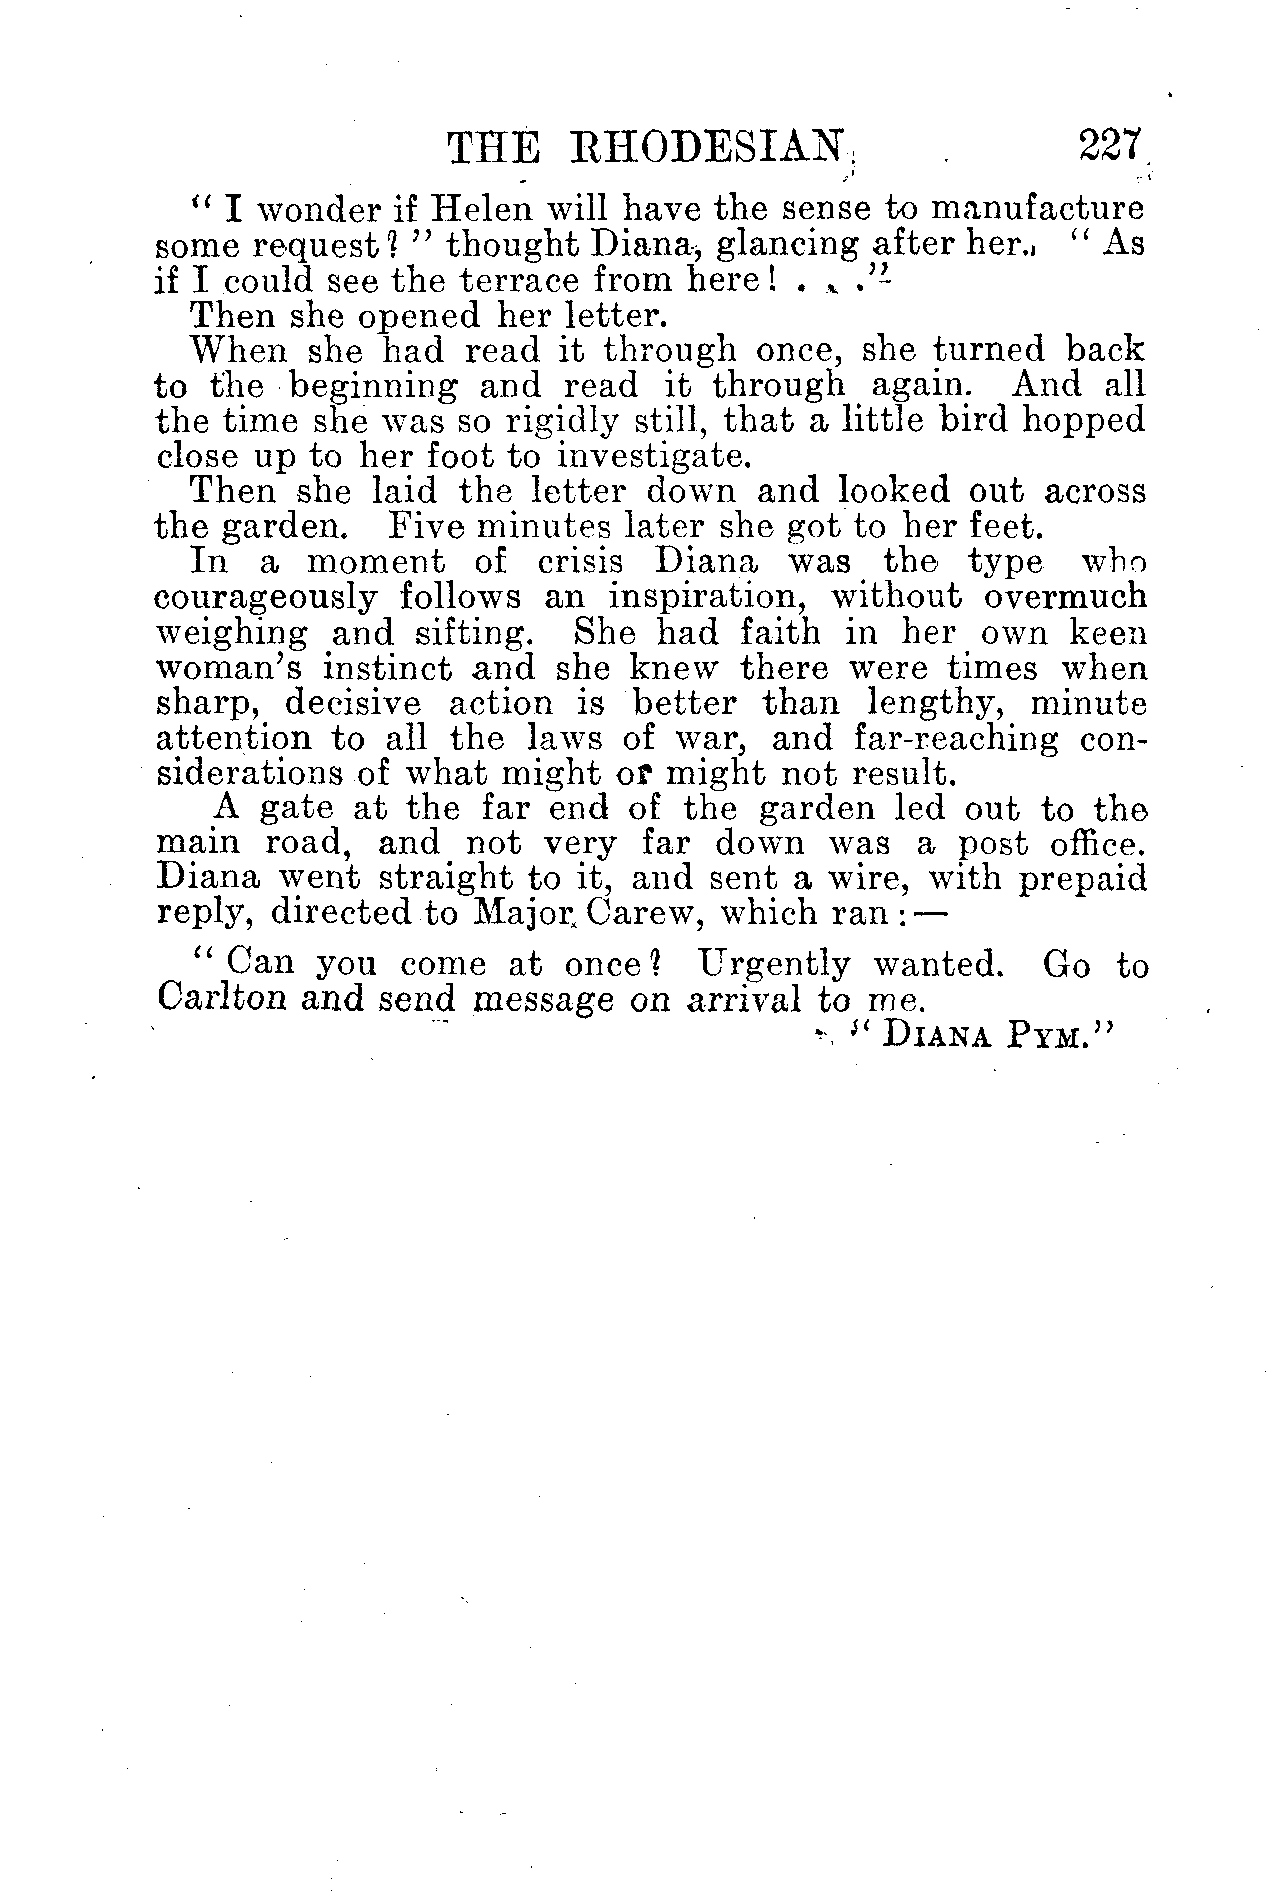 THE RHODESIAN 227
" I wonder if Helen will have the sense to manufacture
some request? " thought Diana, glancing after her. " As
if I could see the terrace from here! . . ."
Then she opened her letter.
When she had read it through once, she turned back
to the beginning and read it through again. And all
the time she was so rigidly still, that a little bird hopped
close up to her foot to investigate.
Then she laid the letter down and looked out across
the garden. Five minutes later she got to her feet.
In a moment of crisis Diana was the type who
courageously follows an inspiration, without overmuch
weighing and sifting. She had faith in her own keen
woman's instinct and she knew there were times when
sharp, decisive action is better than lengthy, minute
attention to all the laws of war, and far-reaching con-
siderations of what might or might not result.
A gate at the far end of the garden led out to the
main road, and not very far down was a post office.
Diana went straight to it, and sent a wire, with prepaid
reply, directed to Major Carew, which ran:—
" Can you come at once? Urgently wanted. Go to
Carlton and send message on arrival to me.
" DIANA PYM."